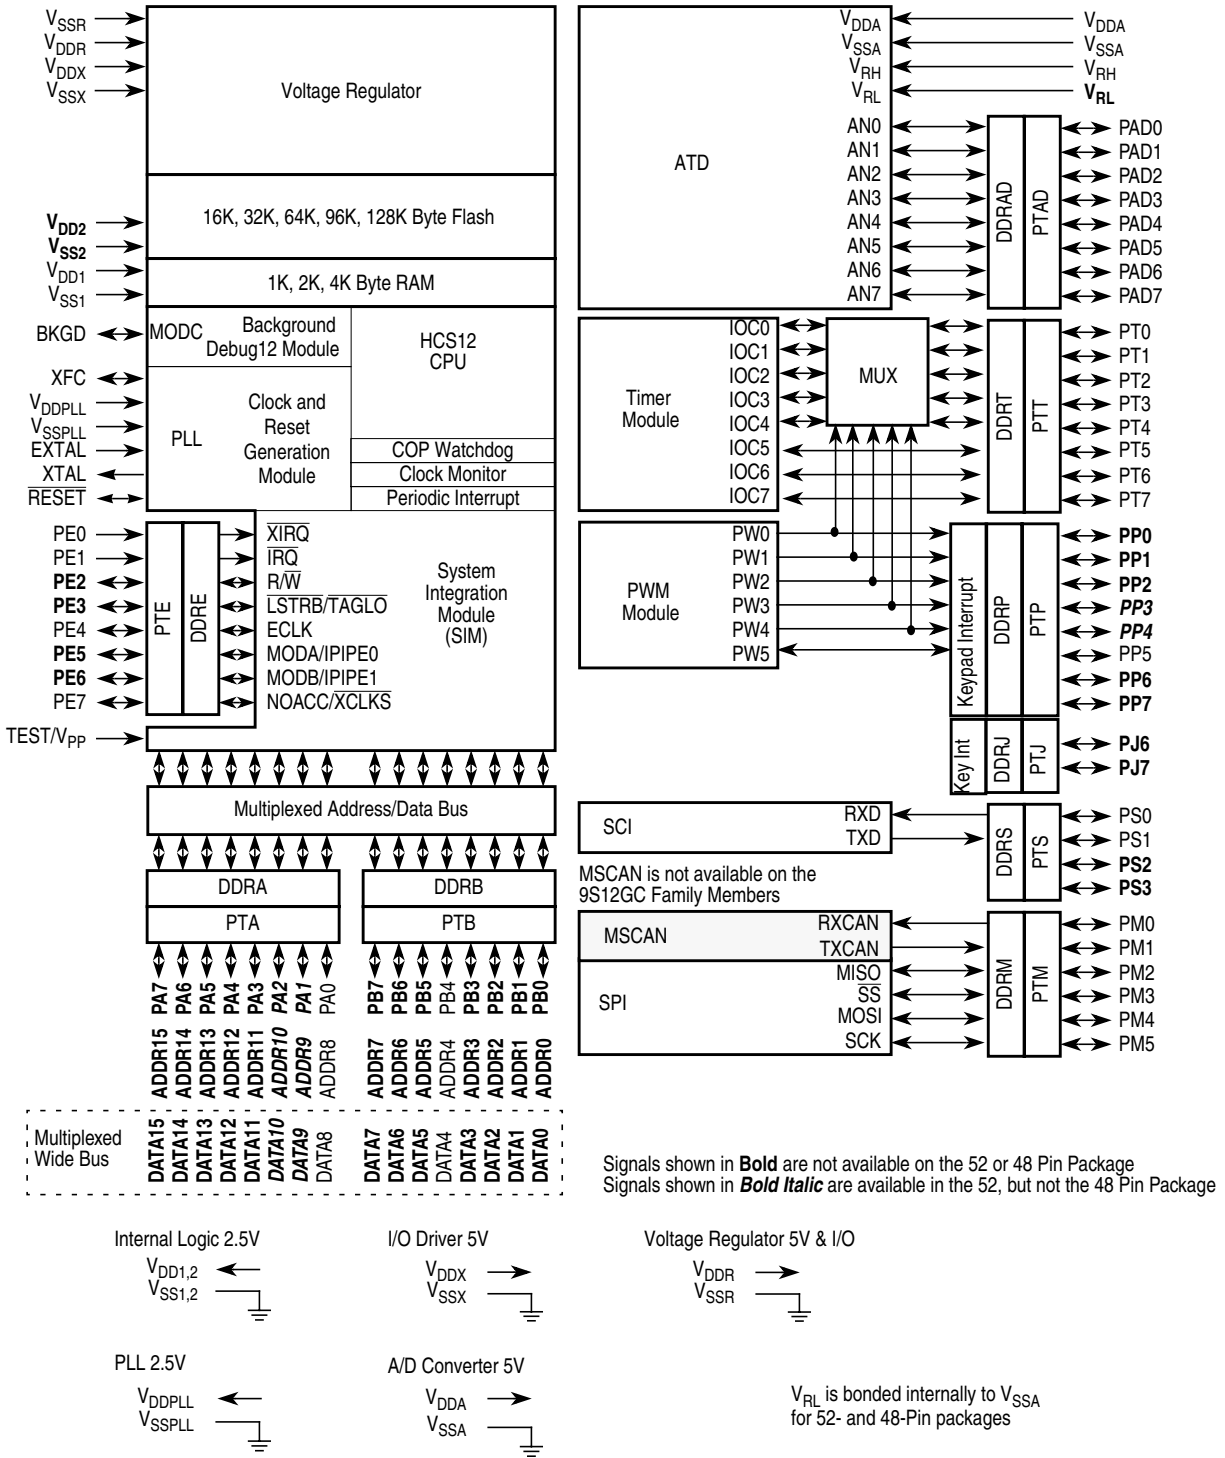 VSSR
VDDR
VDDX
VSSX
Voltage Regulator
16K, 32K, 64K, 96K, 128K Byte Flash
VDD2
VSS2
VDD1
VSS1
1K, 2K, 4K Byte RAM
BKGD
MODC
Background
Debug12 Module
HCS12
CPU
XFC
VDDPLL
VSSPLL
EXTAL
XTAL
RESET
PLL
Clock and
Reset
Generation
Module
COP Watchdog
Clock Monitor
Periodic Interrupt
PE0
PE1
PE2
PE3
PE4
PE5
PE6
PE7
PTE
DDRE
XIRQ
IRQ
R/W
LSTRB/TAGLO
ECLK
MODA/IPIPE0
MODB/IPIPE1
NOACC/XCLKS
System
Integration
Module
(SIM)
TEST/VPP
Multiplexed Address/Data Bus
DDRA
DDRB
PTA
PTB
PA7
PA6
PA5
PA4
PA3
PA2
PA1
PA0
PB7
PB6
PB5
PB4
PB3
PB2
PB1
PB0
ADDR15
ADDR14
ADDR13
ADDR12
ADDR11
ADDR10
ADDR9
ADDR8
ADDR7
ADDR6
ADDR5
ADDR4
ADDR3
ADDR2
ADDR1
ADDR0
Multiplexed
Wide Bus
DATA15
DATA14
DATA13
DATA12
DATA11
DATA10
DATA9
DATA8
DATA7
DATA6
DATA5
DATA4
DATA3
DATA2
DATA1
DATA0
ATD
VDDA
VSSA
VRH
VRL
AN0
AN1
AN2
AN3
AN4
AN5
AN6
AN7
VDDA
VSSA
VRH
VRL
DDRAD
PTAD
PAD0
PAD1
PAD2
PAD3
PAD4
PAD5
PAD6
PAD7
Timer
Module
IOC0
IOC1
IOC2
IOC3
IOC4
IOC5
IOC6
IOC7
MUX
DDRT
PTT
PT0
PT1
PT2
PT3
PT4
PT5
PT6
PT7
PWM
Module
PW0
PW1
PW2
PW3
PW4
PW5
Keypad Interrupt
DDRP
PTP
PP0
PP1
PP2
PP3
PP4
PP5
PP6
PP7
Key Int
DDRJ
PTJ
PJ6
PJ7
SCI
RXD
TXD
DDRS
PTS
PS0
PS1
PS2
PS3
MSCAN is not available on the
9S12GC Family Members
MSCAN
RXCAN
TXCAN
SPI
MISO
SS
MOSI
SCK
DDRM
PTM
PM0
PM1
PM2
PM3
PM4
PM5
Signals shown in Bold are not available on the 52 or 48 Pin Package
Signals shown in Bold Italic are available in the 52, but not the 48 Pin Package
Internal Logic 2.5V
VDD1,2
VSS1,2
I/O Driver 5V
VDDX
VSSX
Voltage Regulator 5V & I/O
VDDR
VSSR
PLL 2.5V
VDDPLL
VSSPLL
A/D Converter 5V
VDDA
VSSA
VRL is bonded internally to VSSA
for 52- and 48-Pin packages